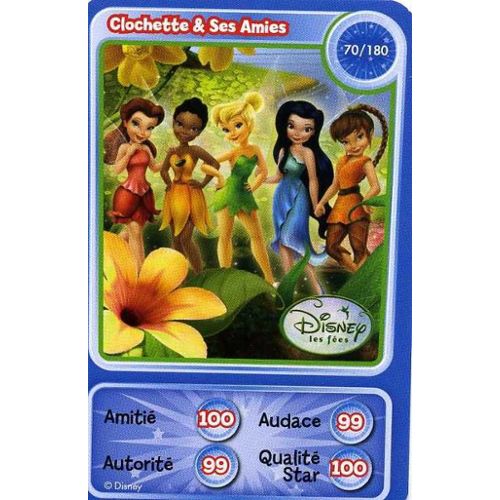 Clochette & Ses Amies
70/180
Disney
les fées
Amitié 100 Audace 99
Autorité 99 Qualité
Star 100
© Disney